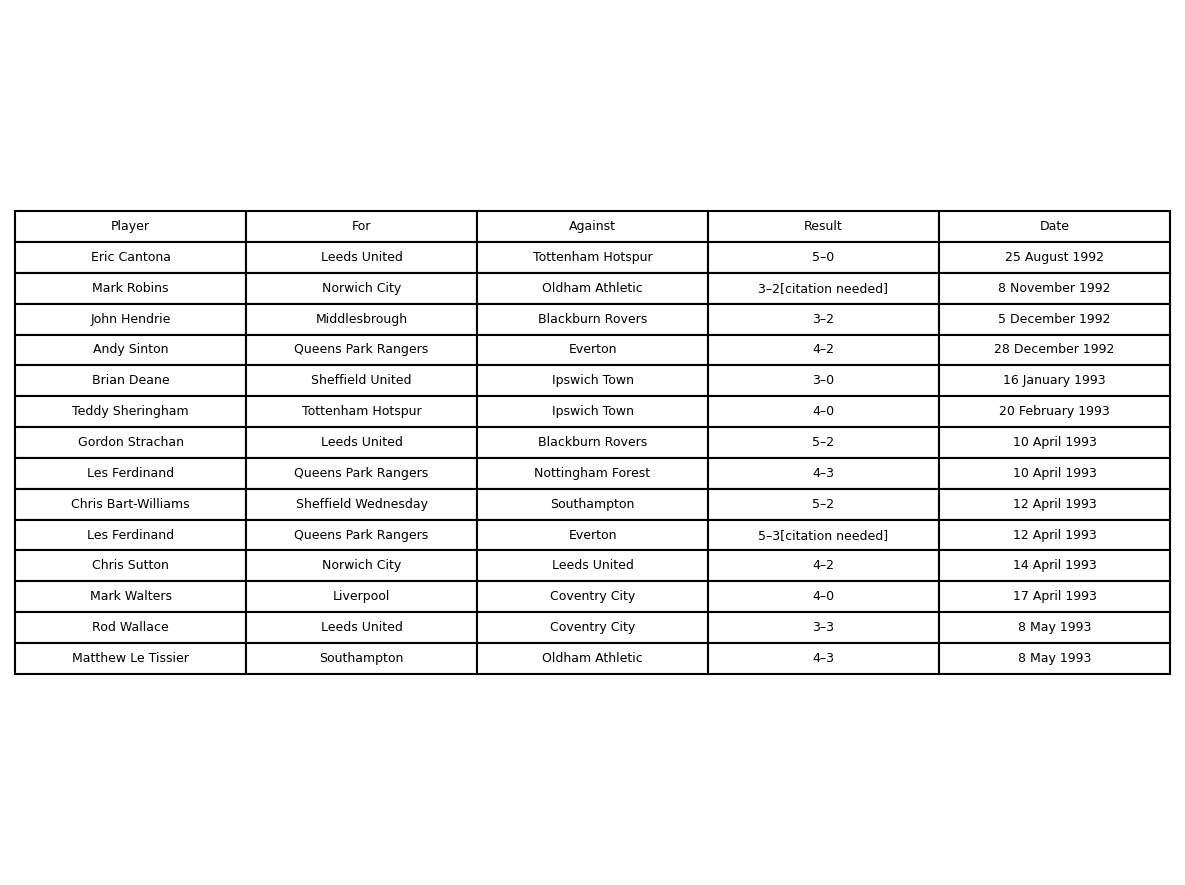 Player For Against Result Date
Eric Cantona Leeds United Tottenham Hotspur 5–0 25 August 1992
Mark Robins Norwich City Oldham Athletic 3–2[citation needed] 8 November 1992
John Hendrie Middlesbrough Blackburn Rovers 3–2 5 December 1992
Andy Sinton Queens Park Rangers Everton 4–2 28 December 1992
Brian Deane Sheffield United Ipswich Town 3–0 16 January 1993
Teddy Sheringham Tottenham Hotspur Ipswich Town 4–0 20 February 1993
Gordon Strachan Leeds United Blackburn Rovers 5–2 10 April 1993
Les Ferdinand Queens Park Rangers Nottingham Forest 4–3 10 April 1993
Chris Bart-Williams Sheffield Wednesday Southampton 5–2 12 April 1993
Les Ferdinand Queens Park Rangers Everton 5–3[citation needed] 12 April 1993
Chris Sutton Norwich City Leeds United 4–2 14 April 1993
Mark Walters Liverpool Coventry City 4–0 17 April 1993
Rod Wallace Leeds United Coventry City 3–3 8 May 1993
Matthew Le Tissier Southampton Oldham Athletic 4–3 8 May 1993